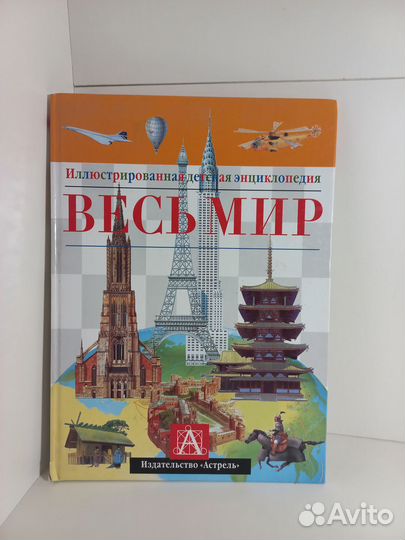 Иллюстрированная детская энциклопедия
ВЕСЬ МИР
А
Издательство «Астрель»
Avito